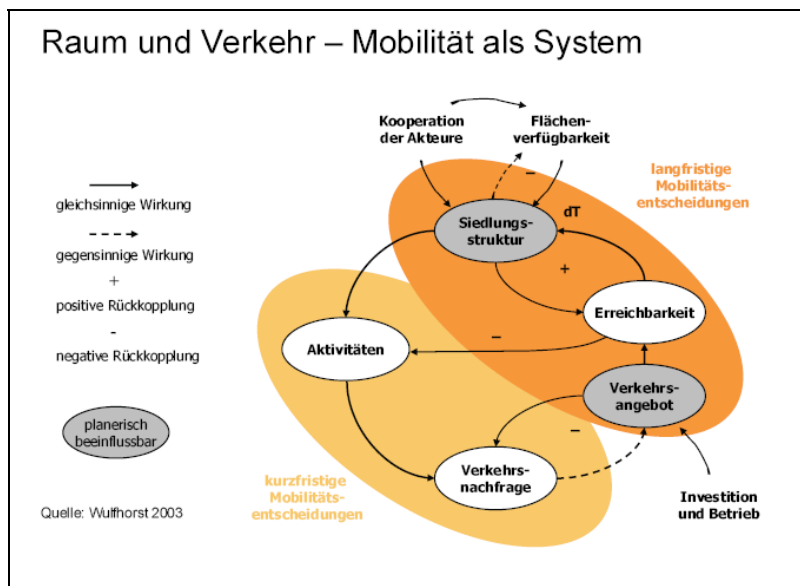 Raum und Verkehr – Mobilität als System
Kooperation
der Akteure
Flächen-
verfügbarkeit
langfristige
Mobilitäts-
entscheidungen
gleichsinnige Wirkung
gegensinnige Wirkung
+
positive Rückkopplung
-
negative Rückkopplung
planerisch
beeinflussbar
Quelle: Wulfhorst 2003
–
dT
Siedlungs-
struktur
+
Erreichbarkeit
–
Aktivitäten
Verkehrs-
angebot
–
Verkehrs-
nachfrage
kurzfristige
Mobilitäts-
entscheidungen
Investition
und Betrieb